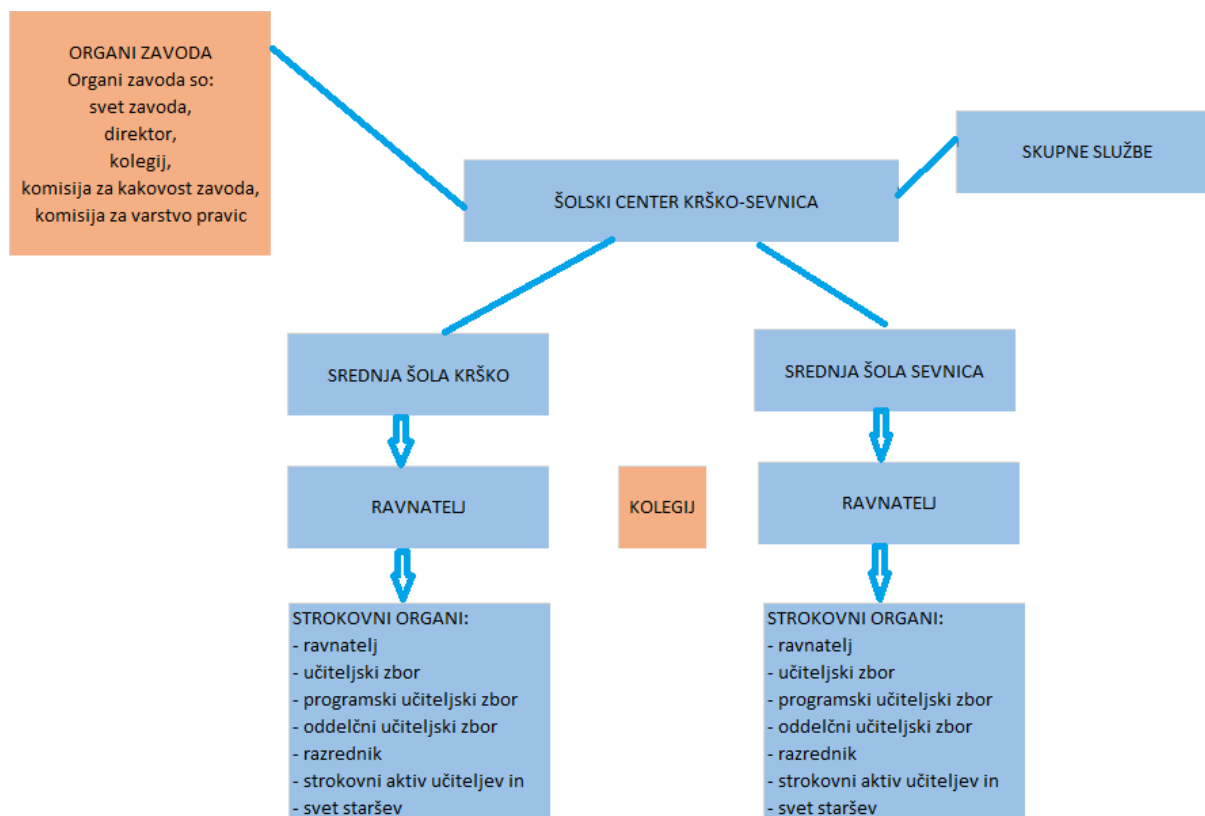 ORGANI ZAVODA
Organi zavoda so:
svet zavoda,
direktor,
kolegij,
komisija za kakovost zavoda,
komisija za varstvo pravic
SKUPNE SLUŽBE
ŠOLSKI CENTER KRŠKO-SEVNICA
SREDNJA ŠOLA KRŠKO
SREDNJA ŠOLA SEVNICA
RAVNATELJ
KOLEGIJ
RAVNATELJ
STROKOVNI ORGANI:
- ravnatelj
- učiteljski zbor
- programski učiteljski zbor
- oddelčni učiteljski zbor
- razrednik
- strokovni aktiv učiteljev in
- svet staršev
STROKOVNI ORGANI:
- ravnatelj
- učiteljski zbor
- programski učiteljski zbor
- oddelčni učiteljski zbor
- razrednik
- strokovni aktiv učiteljev in
- svet staršev